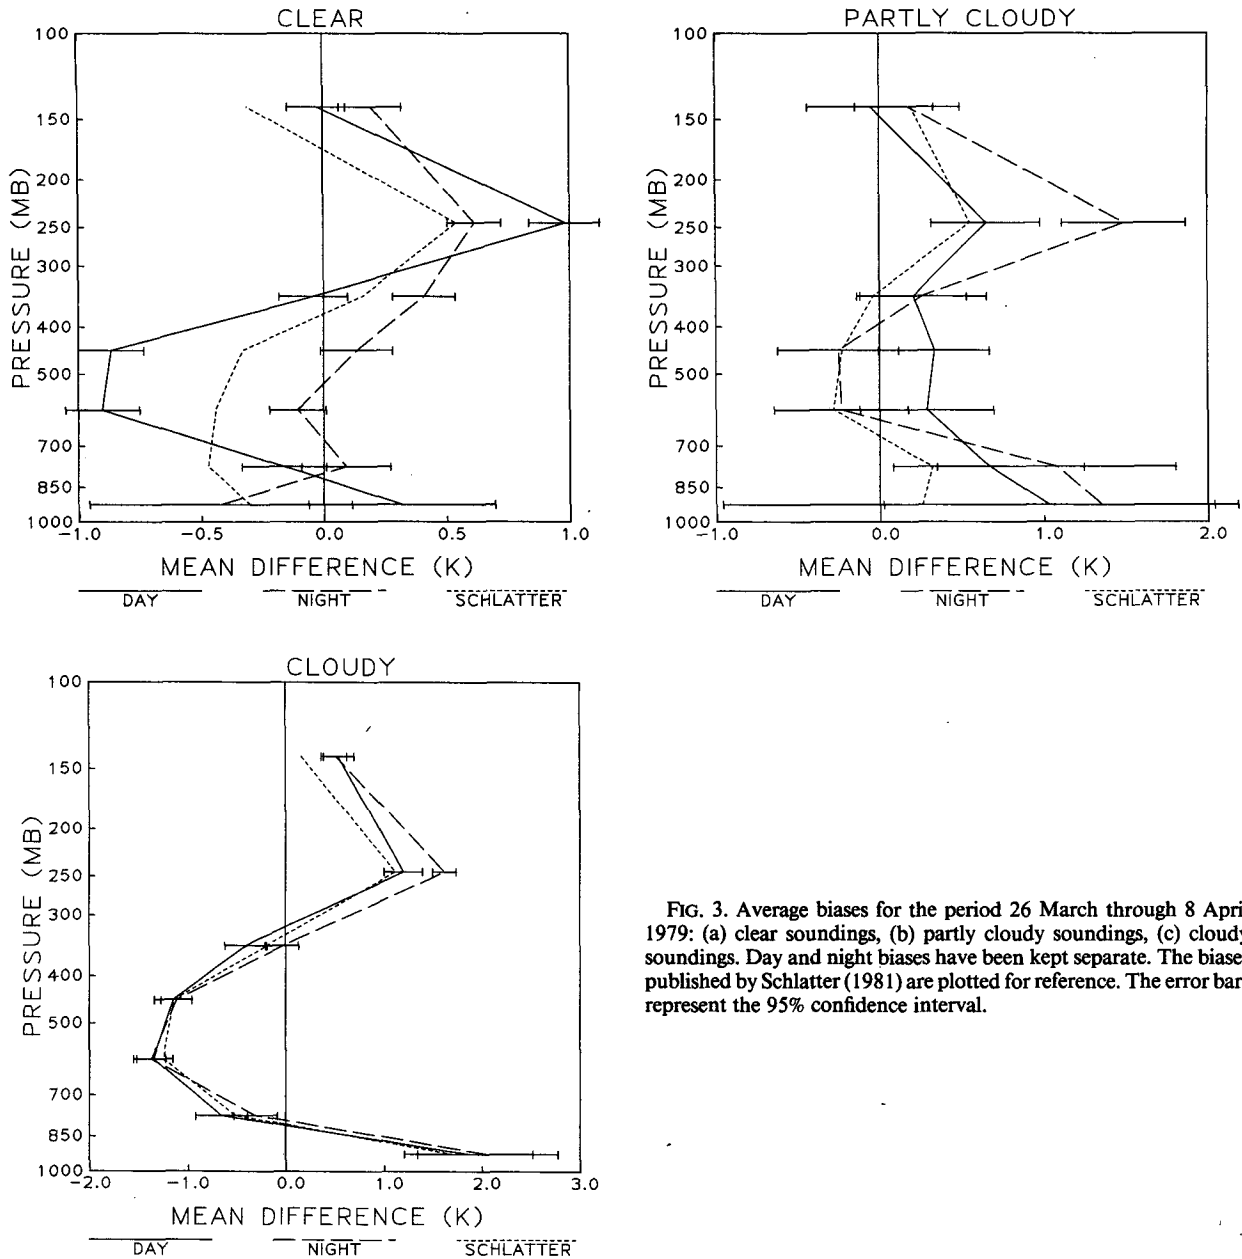 CLEAR
100
150
200
250
300
400
500
700
850
1000
PRESSURE (MB)
-1.0 -0.5 0.0 0.5 1.0
MEAN DIFFERENCE (K)
DAY NIGHT SCHLATTER
PARTLY CLOUDY
100
150
200
250
300
400
500
700
850
1000
PRESSURE (MB)
-1.0 0.0 1.0 2.0
MEAN DIFFERENCE (K)
DAY NIGHT SCHLATTER
CLOUDY
100
150
200
250
300
400
500
700
850
1000
PRESSURE (MB)
-2.0 -1.0 0.0 1.0 2.0 3.0
MEAN DIFFERENCE (K)
DAY NIGHT SCHLATTER
FIG. 3. Average biases for the period 26 March through 8 Apri
1979: (a) clear soundings, (b) partly cloudy soundings, (c) cloudy
soundings. Day and night biases have been kept separate. The biase
published by Schlatter (1981) are plotted for reference. The error bar
represent the 95% confidence interval.